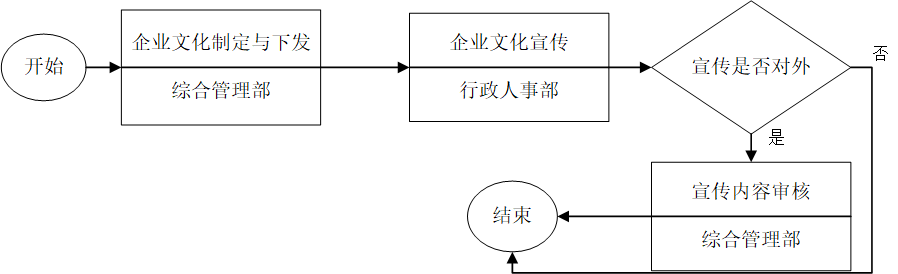 开始
企业文化制定与下发
综合管理部
企业文化宣传
行政人事部
宣传是否对外
否
是
宣传内容审核
综合管理部
结束